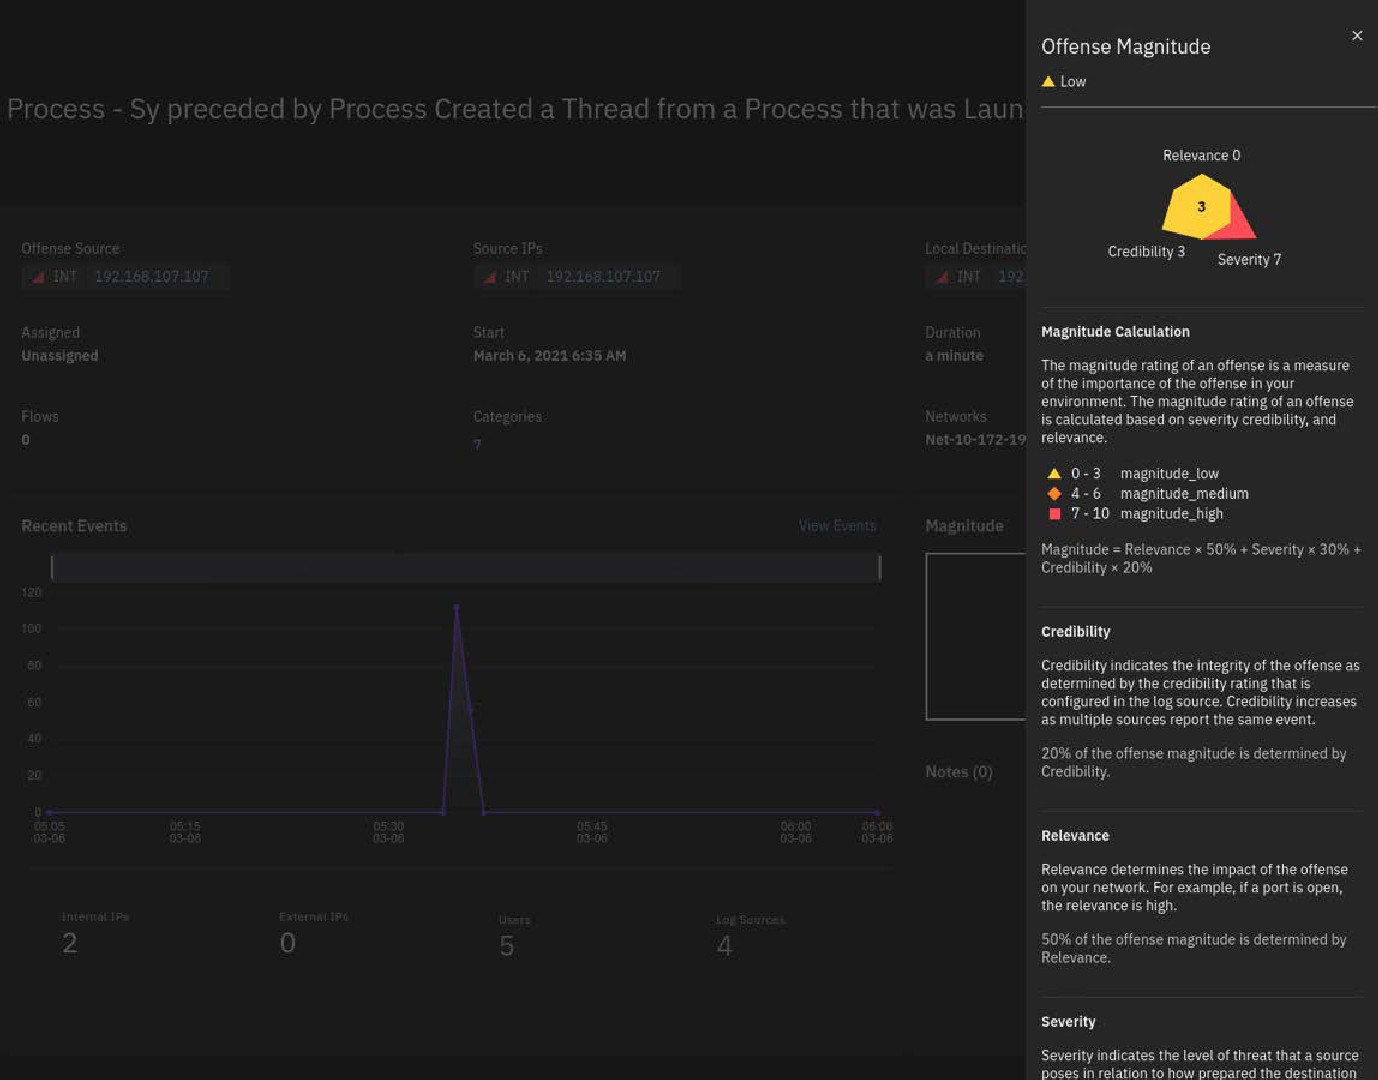 Process - Sy preceded by Process Created a Thread from a Process that was Laun
Offense Source
INT 192.168.107.107
Source IPs
INT 192.168.107.107
Local Destinatio
INT 192
Assigned
Unassigned
Start
March 6, 2021 6:35 AM
Duration
a minute
Flows
0
Categories
7
Networks
Net-10-172-19
Recent Events
View Events
Magnitude
120
100
80
60
40
20
0
05:05 05:15 05:30 05:45 06:00 06:06
03-06 03-06 03-06 03-06 03-06 03-06
Notes (0)
Internal IPs
2
External IPs
0
Users
5
Log Sources
4
Offense Magnitude
Low
Relevance 0
3
Credibility 3
Severity 7
Magnitude Calculation
The magnitude rating of an offense is a measure
of the importance of the offense in your
environment. The magnitude rating of an offense
is calculated based on severity credibility, and
relevance.
0 - 3 magnitude_low
4 - 6 magnitude_medium
7 - 10 magnitude_high
Magnitude = Relevance × 50% + Severity × 30% +
Credibility × 20%
Credibility
Credibility indicates the integrity of the offense as
determined by the credibility rating that is
configured in the log source. Credibility increases
as multiple sources report the same event.
20% of the offense magnitude is determined by
Credibility.
Relevance
Relevance determines the impact of the offense
on your network. For example, if a port is open,
the relevance is high.
50% of the offense magnitude is determined by
Relevance.
Severity
Severity indicates the level of threat that a source
poses in relation to how prepared the destination